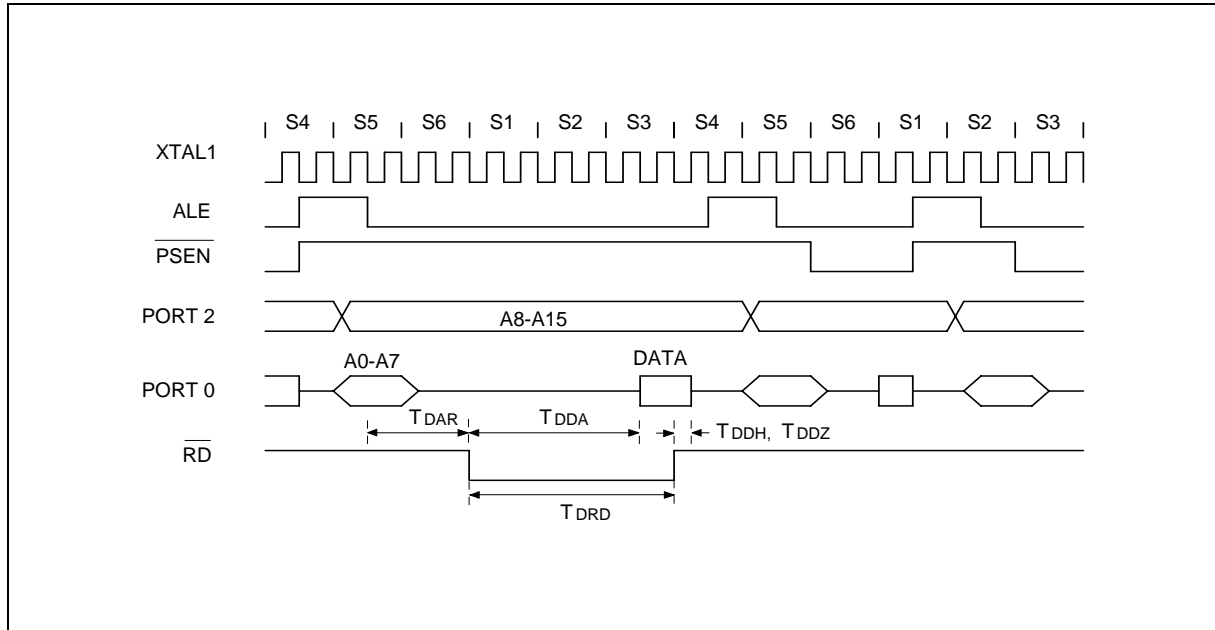 S4 S5 S6 S1 S2 S3 S4 S5 S6 S1 S2 S3
XTAL1
ALE
PSEN
PORT 2
A8-A15
A0-A7 DATA
PORT 0
TDAR TDDA TDDH, TDDZ
RD
TDRD